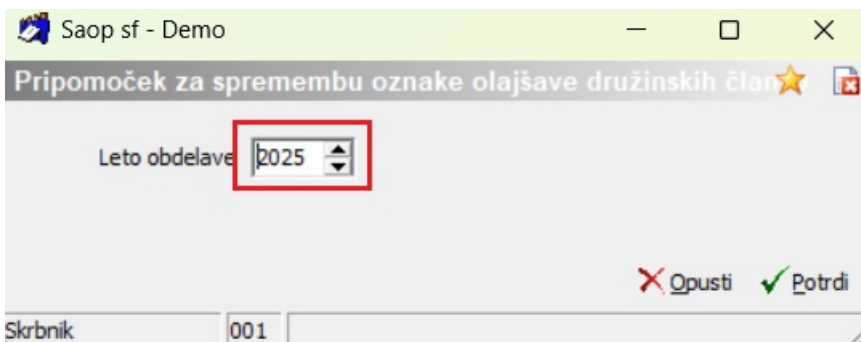 Saop sf - Demo
Pripomoček za spremembu oznake olajšave družinskih član
Leto obdelave 2025
Opusti Potrdi
Skrbnik 001